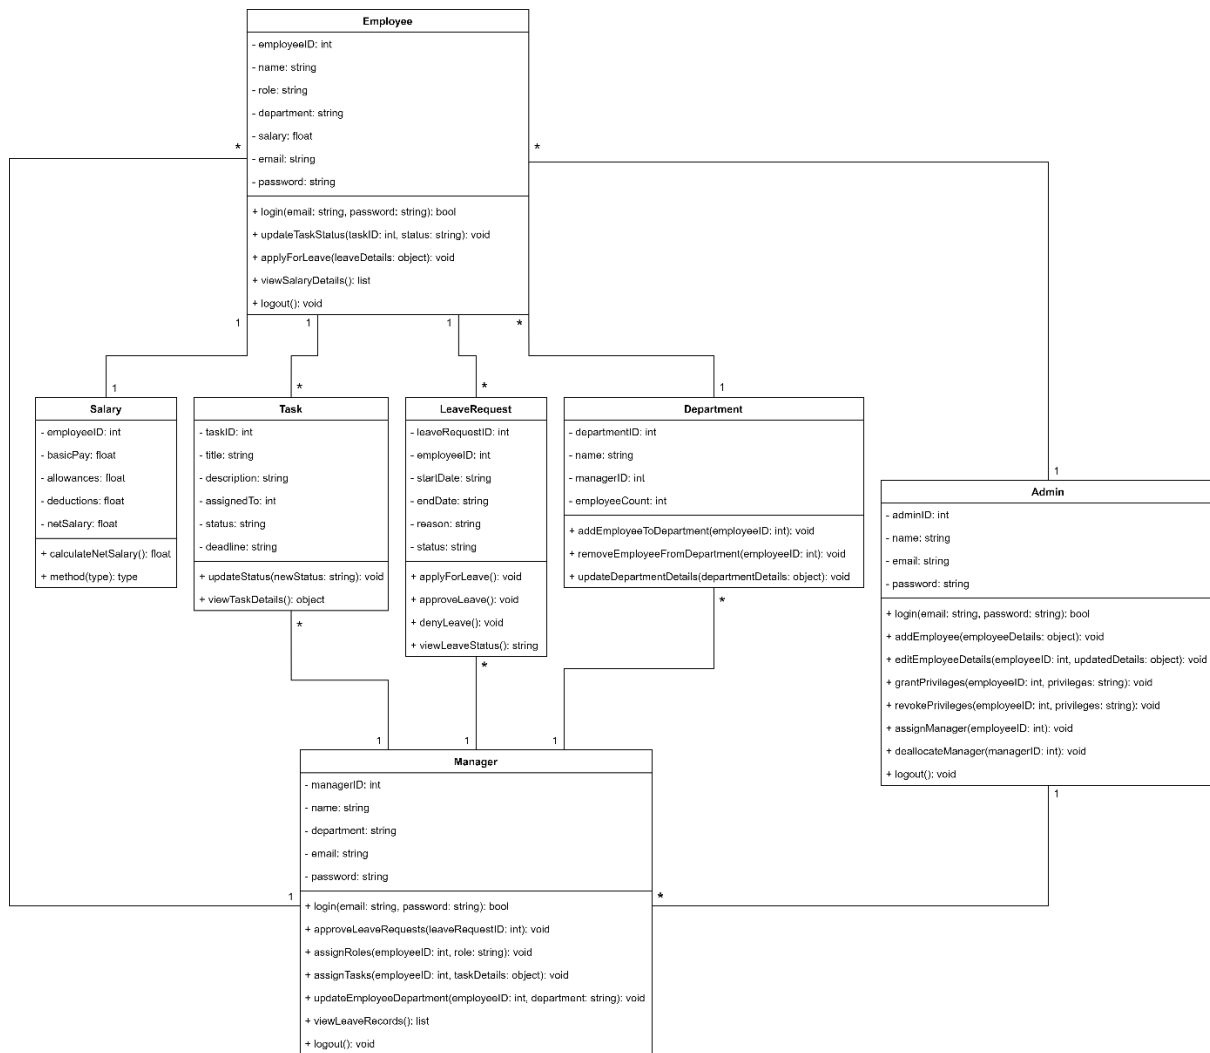 Employee
- employeeID: int
- name: string
- role: string
- department: string
- salary: float
- email: string
- password: string
+ login(email: string, password: string): bool
+ updateTaskStatus(taskID: int, status: string): void
+ applyForLeave(leaveDetails: object): void
+ viewSalaryDetails(): list
+ logout(): void
*
*
1
1
1
*
1
*
*
1
Salary
- employeeID: int
- basicPay: float
- allowances: float
- deductions: float
- netSalary: float
+ calculateNetSalary(): float
+ method(type): type
Task
- taskID: int
- title: string
- description: string
- assignedTo: int
- status: string
- deadline: string
+ updateStatus(newStatus: string): void
+ viewTaskDetails(): object
LeaveRequest
- leaveRequestID: int
- employeeID: int
- startDate: string
- endDate: string
- reason: string
- status: string
+ applyForLeave(): void
+ approveLeave(): void
+ denyLeave(): void
+ viewLeaveStatus(): string
Department
- departmentID: int
- name: string
- managerID: int
- employeeCount: int
+ addEmployeeToDepartment(employeeID: int): void
+ removeEmployeeFromDepartment(employeeID: int): void
+ updateDepartmentDetails(departmentDetails: object): void
1
Admin
- adminID: int
- name: string
- email: string
- password: string
+ login(email: string, password: string): bool
+ addEmployee(employeeDetails: object): void
+ editEmployeeDetails(employeeID: int, updatedDetails: object): void
+ grantPrivileges(employeeID: int, privileges: string): void
+ revokePrivileges(employeeID: int, privileges: string): void
+ assignManager(employeeID: int): void
+ deallocateManager(managerID: int): void
+ logout(): void
*
*
*
1
1
1
1
Manager
- managerID: int
- name: string
- department: string
- email: string
- password: string
+ login(email: string, password: string): bool
+ approveLeaveRequests(leaveRequestID: int): void
+ assignRoles(employeeID: int, role: string): void
+ assignTasks(employeeID: int, taskDetails: object): void
+ updateEmployeeDepartment(employeeID: int, department: string): void
+ viewLeaveRecords(): list
+ logout(): void
1
*